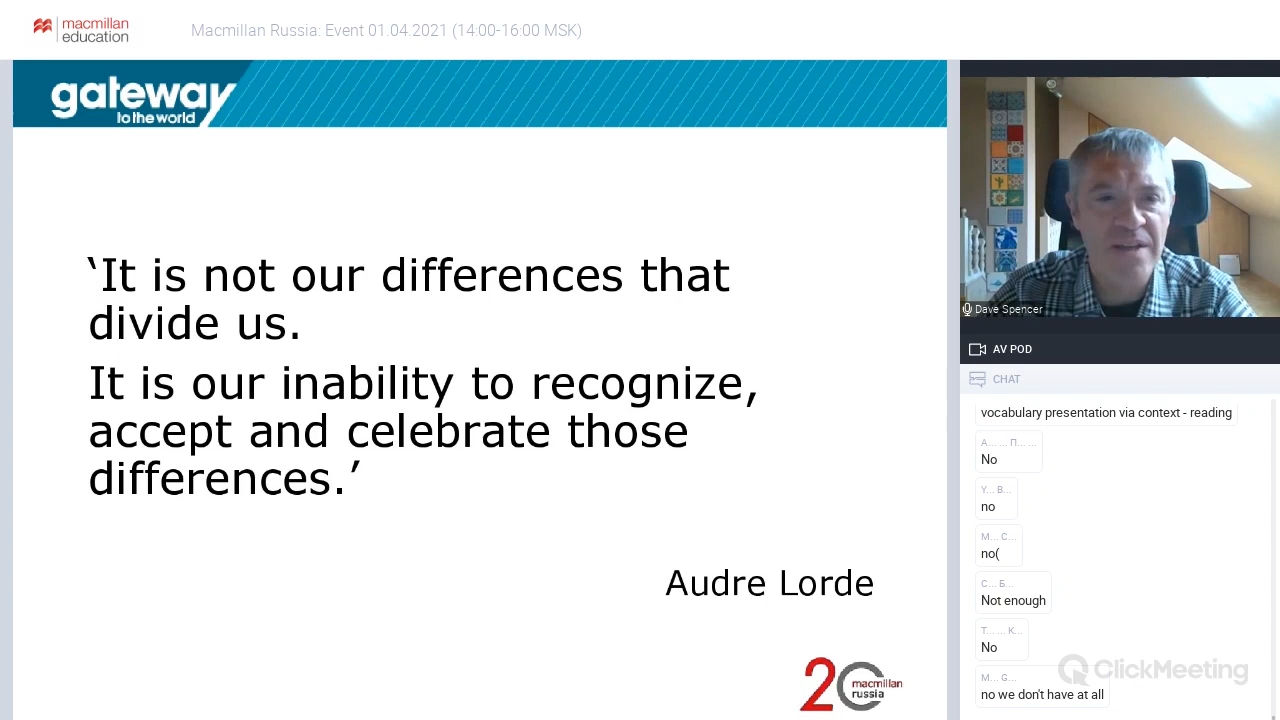 macmillan
education
Macmillan Russia: Event 01.04.2021 (14:00-16:00 MSK)
gateway
to the world
‘It is not our differences that
divide us.
It is our inability to recognize,
accept and celebrate those
differences.’
Audre Lorde
20
macmillan
russia
Dave Spencer
AV POD
CHAT
vocabulary presentation via context - reading
А... ... П... ...
No
Y... B...
no
М... С...
no(
С... Б...
Not enough
Т... ... К...
No
M... G...
no we don't have at all
ClickMeeting